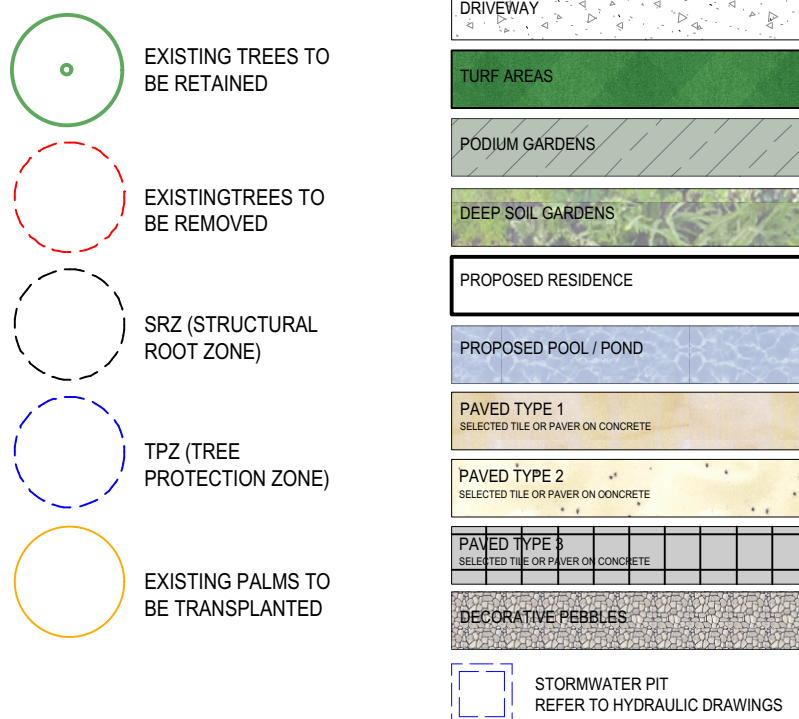 EXISTING TREES TO
BE RETAINED
EXISTINGTREES TO
BE REMOVED
SRZ (STRUCTURAL
ROOT ZONE)
TPZ (TREE
PROTECTION ZONE)
EXISTING PALMS TO
BE TRANSPLANTED
DRIVEWAY
TURF AREAS
PODIUM GARDENS
DEEP SOIL GARDENS
PROPOSED RESIDENCE
PROPOSED POOL / POND
PAVED TYPE 1
SELECTED TILE OR PAVER ON CONCRETE
PAVED TYPE 2
SELECTED TILE OR PAVER ON CONCRETE
PAVED TYPE 3
SELECTED TILE OR PAVER ON CONCRETE
DECORATIVE PEBBLES
STORMWATER PIT
REFER TO HYDRAULIC DRAWINGS